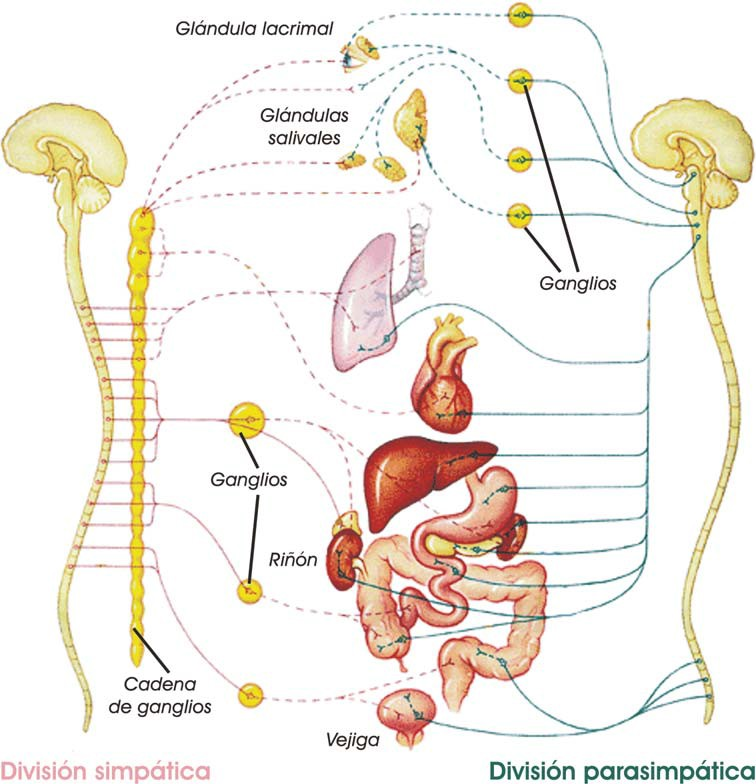 Glándula lacrimal
Glándulas
salivales
Ganglios
Ganglios
Riñón
Cadena
de ganglios
Vejiga
División simpática
División parasimpática